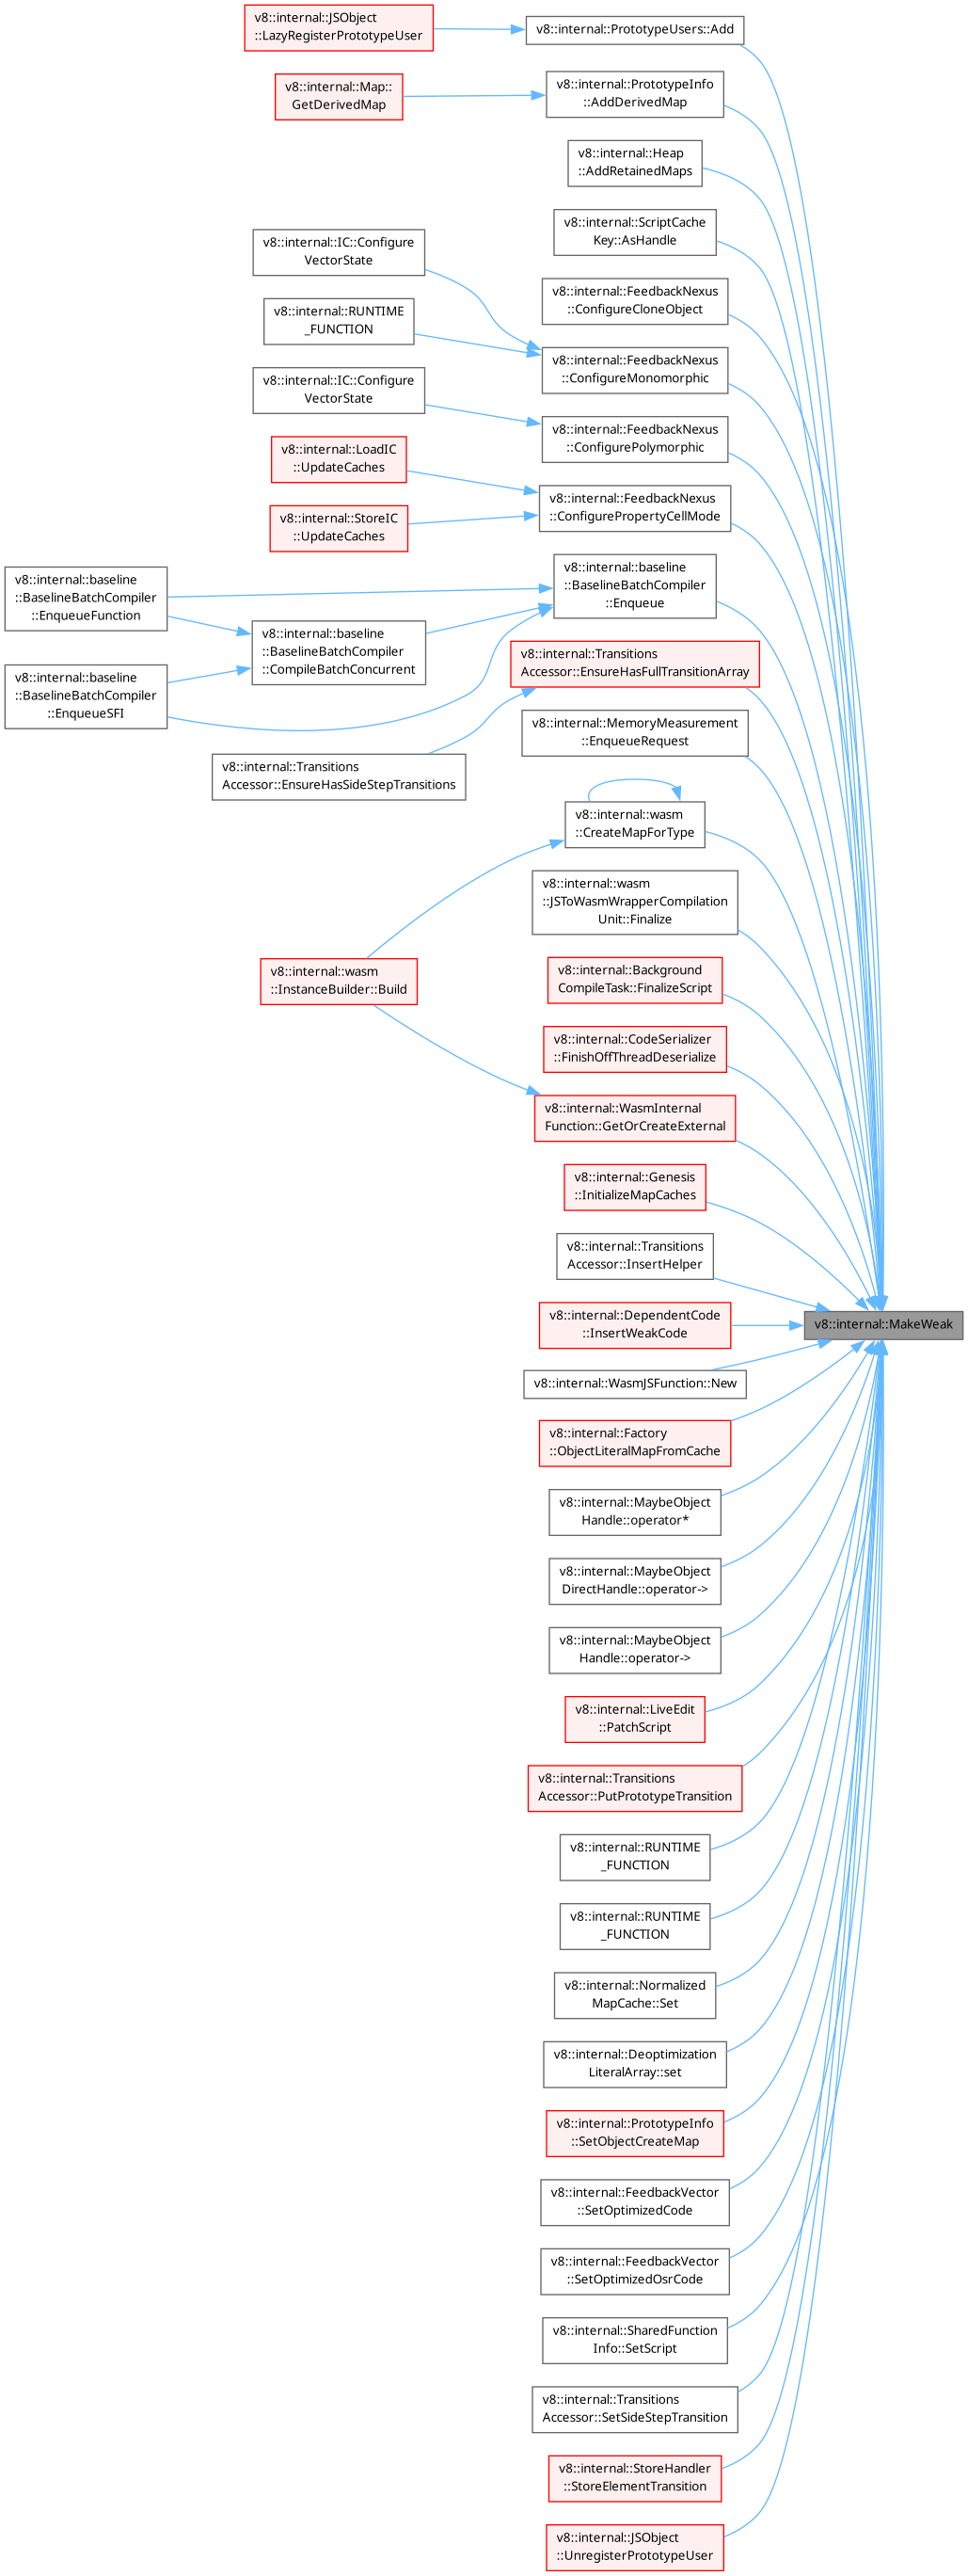 v8::internal::JSObject
::LazyRegisterPrototypeUser
v8::internal::PrototypeUsers::Add
v8::internal::Map::
GetDerivedMap
v8::internal::PrototypeInfo
::AddDerivedMap
v8::internal::Heap
::AddRetainedMaps
v8::internal::ScriptCache
Key::AsHandle
v8::internal::IC::Configure
VectorState
v8::internal::FeedbackNexus
::ConfigureCloneObject
v8::internal::RUNTIME
_FUNCTION
v8::internal::FeedbackNexus
::ConfigureMonomorphic
v8::internal::IC::Configure
VectorState
v8::internal::FeedbackNexus
::ConfigurePolymorphic
v8::internal::LoadIC
::UpdateCaches
v8::internal::FeedbackNexus
::ConfigurePropertyCellMode
v8::internal::StoreIC
::UpdateCaches
v8::internal::baseline
::BaselineBatchCompiler
::EnqueueFunction
v8::internal::baseline
::BaselineBatchCompiler
::Enqueue
v8::internal::baseline
::BaselineBatchCompiler
::CompileBatchConcurrent
v8::internal::Transitions
Accessor::EnsureHasFullTransitionArray
v8::internal::baseline
::BaselineBatchCompiler
::EnqueueSFI
v8::internal::MemoryMeasurement
::EnqueueRequest
v8::internal::Transitions
Accessor::EnsureHasSideStepTransitions
v8::internal::wasm
::CreateMapForType
v8::internal::wasm
::JSToWasmWrapperCompilation
Unit::Finalize
v8::internal::wasm
::InstanceBuilder::Build
v8::internal::Background
CompileTask::FinalizeScript
v8::internal::CodeSerializer
::FinishOffThreadDeserialize
v8::internal::WasmInternal
Function::GetOrCreateExternal
v8::internal::Genesis
::InitializeMapCaches
v8::internal::Transitions
Accessor::InsertHelper
v8::internal::DependentCode
::InsertWeakCode
v8::internal::MakeWeak
v8::internal::WasmJSFunction::New
v8::internal::Factory
::ObjectLiteralMapFromCache
v8::internal::MaybeObject
Handle::operator*
v8::internal::MaybeObject
DirectHandle::operator->
v8::internal::MaybeObject
Handle::operator->
v8::internal::LiveEdit
::PatchScript
v8::internal::Transitions
Accessor::PutPrototypeTransition
v8::internal::RUNTIME
_FUNCTION
v8::internal::RUNTIME
_FUNCTION
v8::internal::Normalized
MapCache::Set
v8::internal::Deoptimization
LiteralArray::set
v8::internal::PrototypeInfo
::SetObjectCreateMap
v8::internal::FeedbackVector
::SetOptimizedCode
v8::internal::FeedbackVector
::SetOptimizedOsrCode
v8::internal::SharedFunction
Info::SetScript
v8::internal::Transitions
Accessor::SetSideStepTransition
v8::internal::StoreHandler
::StoreElementTransition
v8::internal::JSObject
::UnregisterPrototypeUser